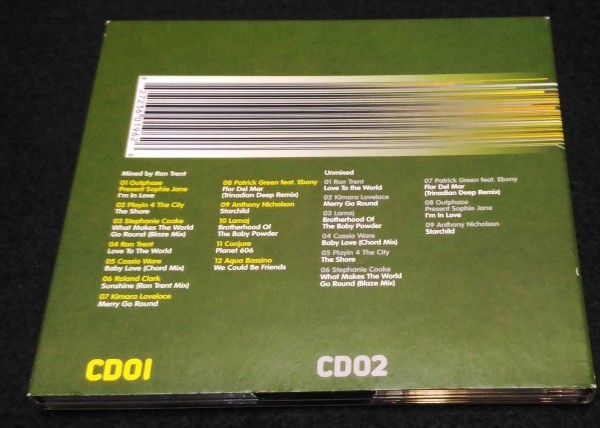 8 27236 01962 6
Mixed by Ron Trent
01 Outphaze
Present Sophie Jane
I'm In Love
02 Playin 4 The City
The Shore
03 Stephanie Cooke
What Makes The World
Go Round (Blaze Mix)
04 Ron Trent
Love To The World
05 Cassio Ware
Baby Love (Chord Mix)
06 Roland Clark
Sunshine (Ron Trent Mix)
07 Kimara Lovelace
Merry Go Round
08 Patrick Green feat. Ebony
Flor Del Mar
(Trinadian Deep Remix)
09 Anthony Nicholson
Starchild
10 Lamaj
Brotherhood Of
The Baby Powder
11 Conjure
Planet 606
12 Aqua Bassino
We Could Be Friends
CD01
Unmixed
01 Ron Trent
Love To the World
02 Kimara Lovelace
Merry Go Round
03 Lamaj
Brotherhood Of
The Baby Powder
04 Cassio Ware
Baby Love (Chord Mix)
05 Playin 4 The City
The Shore
06 Stephanie Cooke
What Makes The World
Go Round (Blaze Mix)
07 Patrick Green feat. Ebony
Flor Del Mar
(Trinadian Deep Remix)
08 Outphaze
Present Sophie Jane
I'm In Love
09 Anthony Nicholson
Starchild
CD02